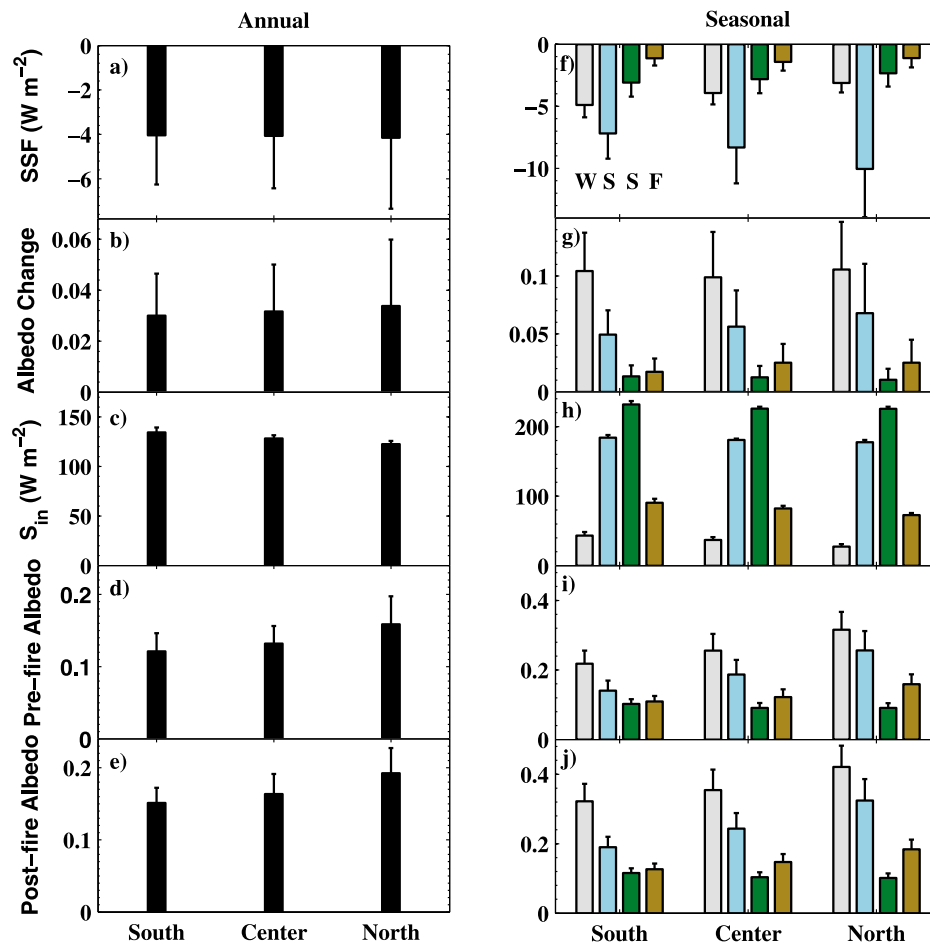 Annual
Seasonal
SSF (W m−2)
0
−2
−4
−6
a)
0
−5
−10
f)
W S S F
Albedo Change
0.06
0.04
0.02
0
b)
0.1
0.05
0
g)
Sin (W m−2)
150
100
50
0
c)
200
100
0
h)
Pre−fire Albedo
0.2
0.1
0
d)
0.4
0.2
0
i)
Post−fire Albedo
0.2
0.1
0
e)
0.4
0.2
0
j)
South Center North
South Center North